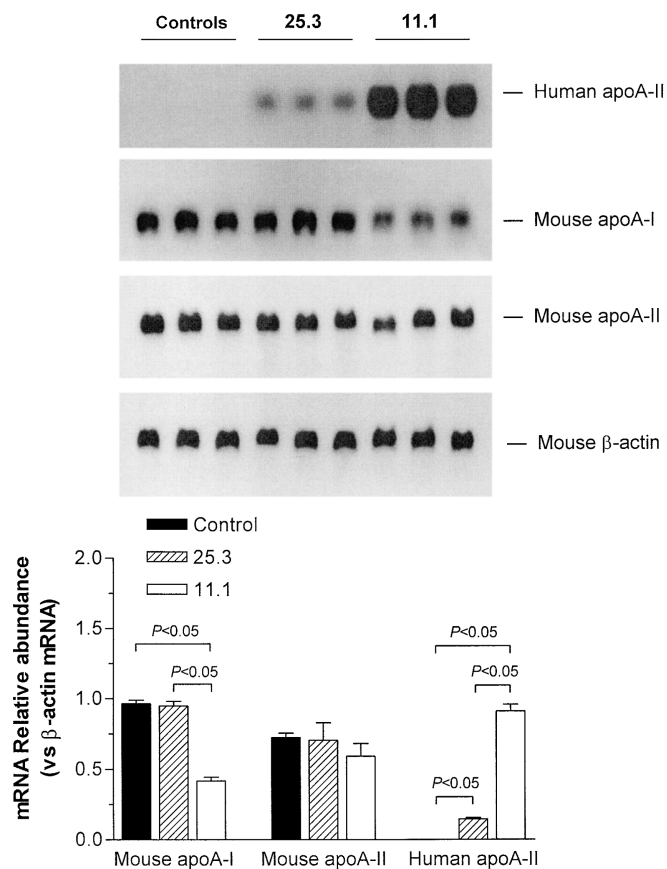 Controls 25.3 11.1
Human apoA-II
Mouse apoA-I
Mouse apoA-II
Mouse β-actin
Control
25.3
11.1
mRNA Relative abundance
(vs β-actin mRNA)
2.0
1.5
1.0
0.5
0.0
P<0.05
P<0.05
P<0.05
P<0.05
P<0.05
Mouse apoA-I Mouse apoA-II Human apoA-II